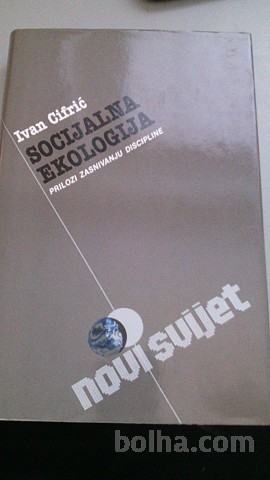 Ivan Cifrić
SOCIJALNA
EKOLOGIJA
PRILOZI ZASNIVANJU DISCIPLINE
novi svijet
bolha.com